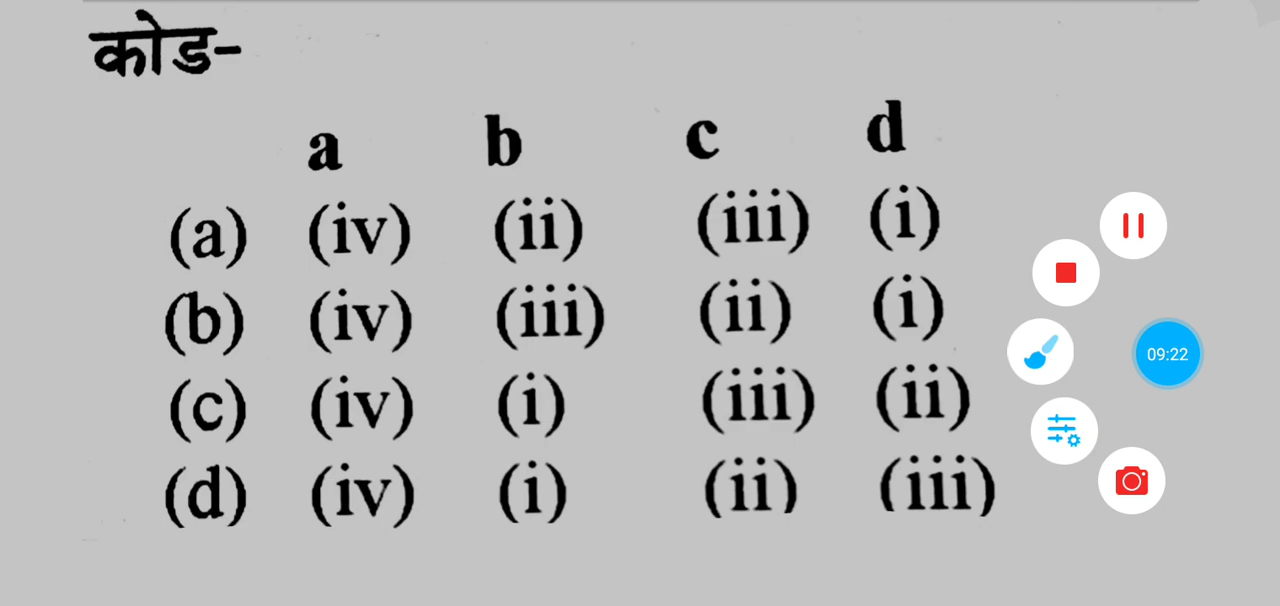 कोड-
a b c d
(a) (iv) (ii) (iii) (i)
(b) (iv) (iii) (ii) (i)
(c) (iv) (i) (iii) (ii)
(d) (iv) (i) (ii) (iii)
09:22